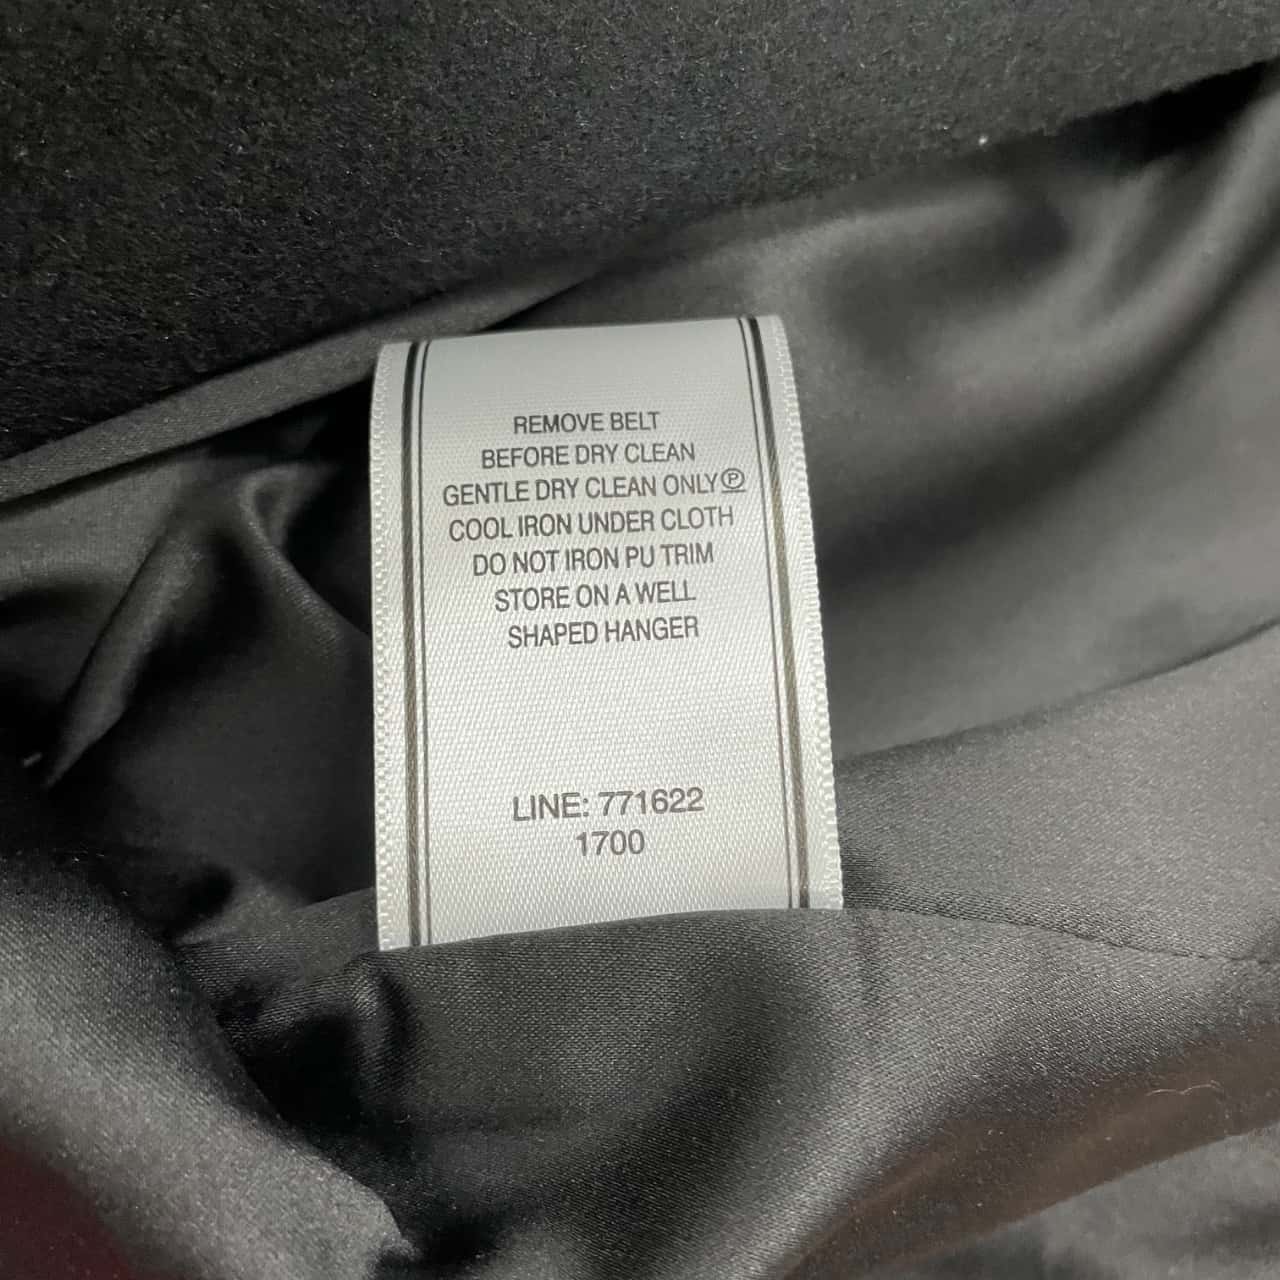 REMOVE BELT
BEFORE DRY CLEAN
GENTLE DRY CLEAN ONLY Ⓟ
COOL IRON UNDER CLOTH
DO NOT IRON PU TRIM
STORE ON A WELL
SHAPED HANGER
LINE: 771622
1700